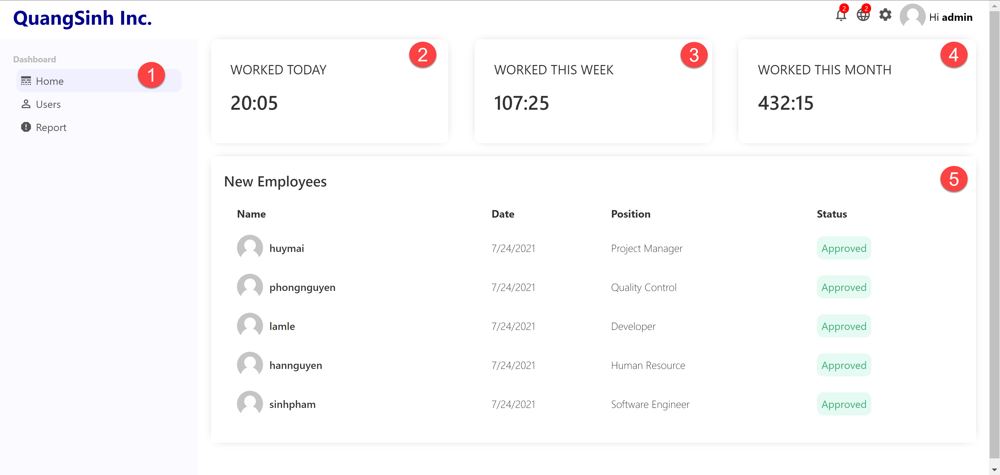 QuangSinh Inc.
2
2
Hi admin
Dashboard
1
Home
Users
Report
2
WORKED TODAY
20:05
3
WORKED THIS WEEK
107:25
4
WORKED THIS MONTH
432:15
5
New Employees
Name Date Position Status
huymai 7/24/2021 Project Manager Approved
phongnguyen 7/24/2021 Quality Control Approved
lamle 7/24/2021 Developer Approved
hannguyen 7/24/2021 Human Resource Approved
sinhpham 7/24/2021 Software Engineer Approved